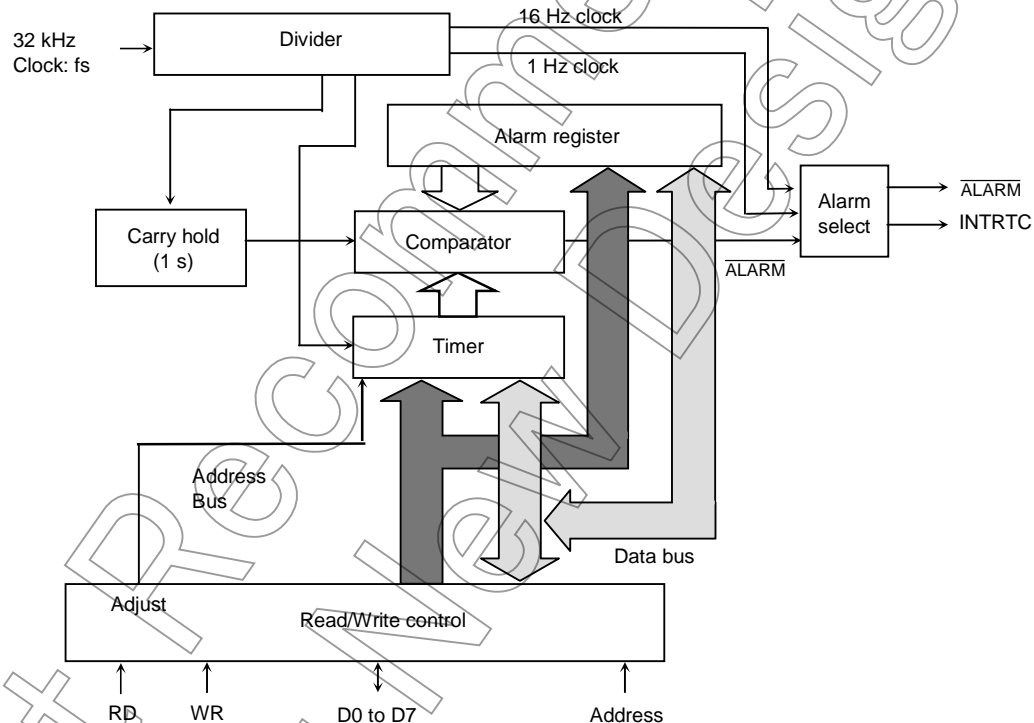 16 Hz clock
32 kHz
Clock: fs
Divider
1 Hz clock
Alarm register
ALARM
Alarm
select
INTRTC
Carry hold
(1 s)
Comparator
ALARM
Timer
Address
Bus
Data bus
Adjust
Read/Write control
RD
WR
D0 to D7
Address